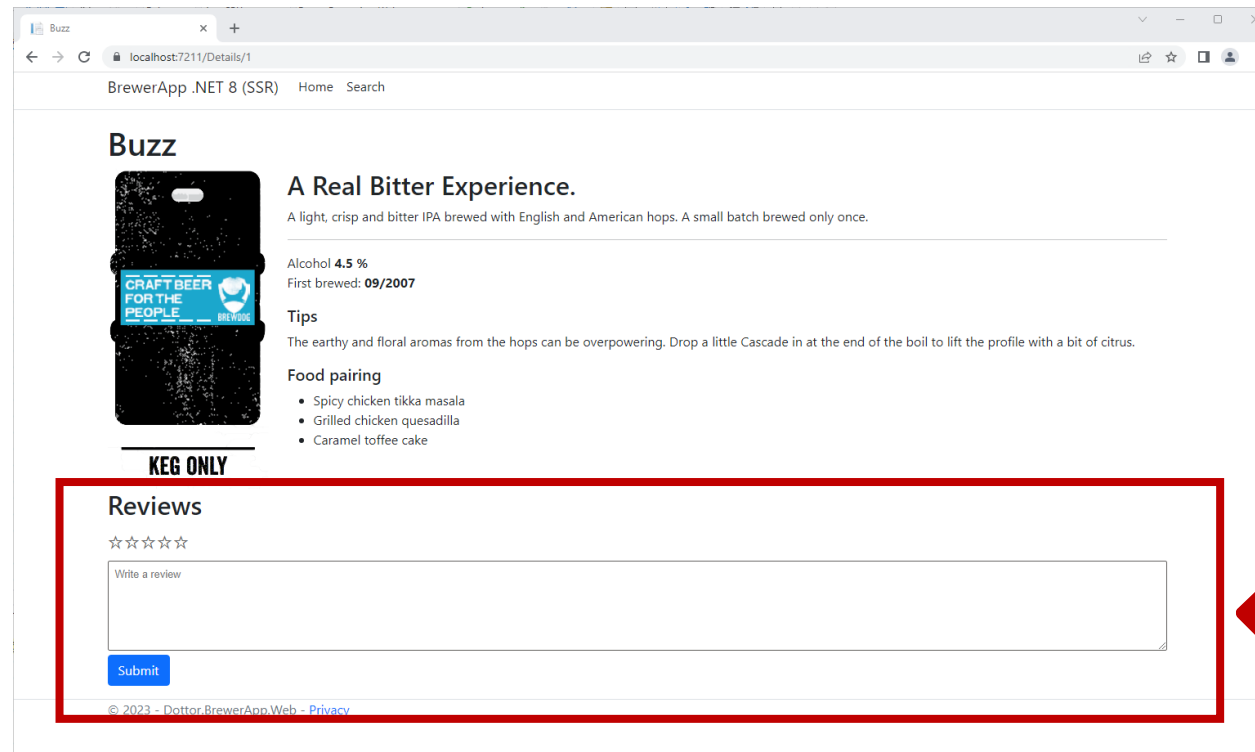 Buzz
localhost:7211/Details/1
BrewerApp .NET 8 (SSR) Home Search
Buzz
A Real Bitter Experience.
A light, crisp and bitter IPA brewed with English and American hops. A small batch brewed only once.
Alcohol 4.5 %
First brewed: 09/2007
CRAFT BEER
FOR THE
PEOPLE
BREWDOG
Tips
The earthy and floral aromas from the hops can be overpowering. Drop a little Cascade in at the end of the boil to lift the profile with a bit of citrus.
Food pairing
Spicy chicken tikka masala
Grilled chicken quesadilla
Caramel toffee cake
KEG ONLY
Reviews
Write a review
Submit
© 2023 - Dottor.BrewerApp.Web - Privacy